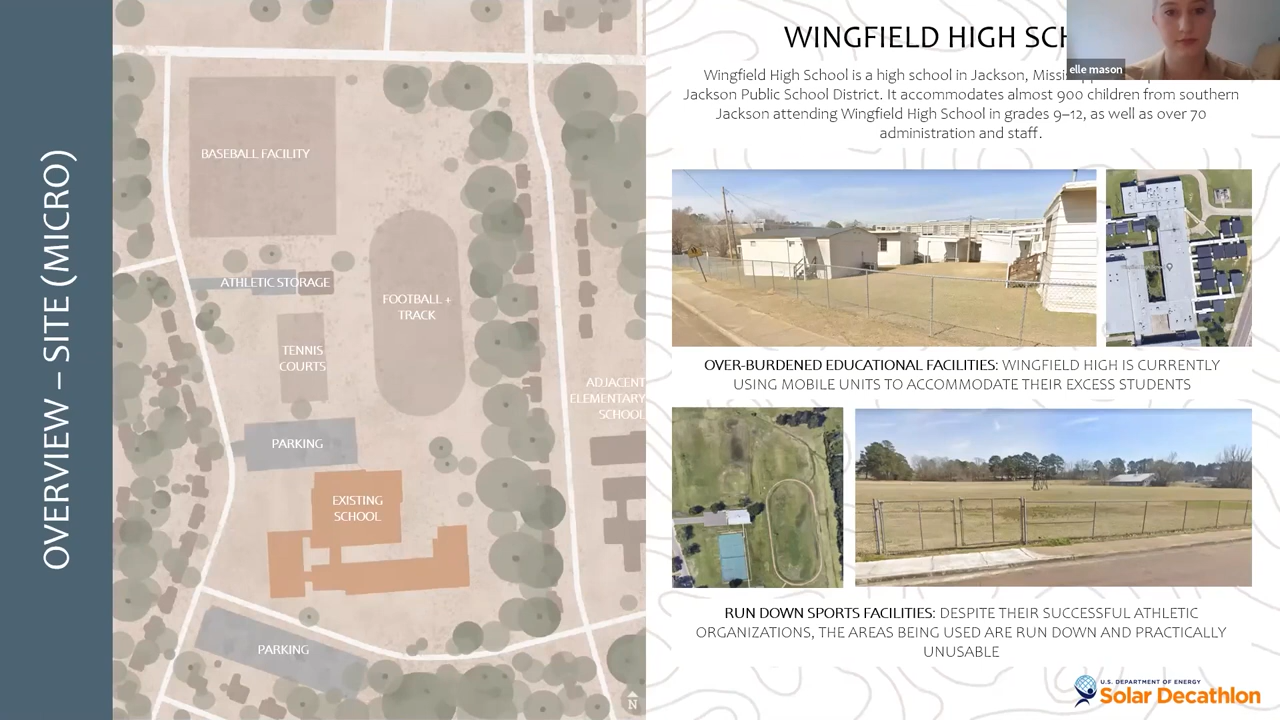 OVERVIEW – SITE (MICRO)
BASEBALL FACILITY
ATHLETIC STORAGE
FOOTBALL +
TRACK
TENNIS
COURTS
ADJACENT
ELEMENTARY
SCHOOL
PARKING
EXISTING
SCHOOL
PARKING
N
WINGFIELD HIGH
elle mason
Wingfield High School is a high school in Jackson,
Jackson Public School District. It accommodates almost 900 children from southern
Jackson attending Wingfield High School in grades 9–12, as well as over 70
administration and staff.
OVER-BURDENED EDUCATIONAL FACILITIES: WINGFIELD HIGH IS CURRENTLY
USING MOBILE UNITS TO ACCOMMODATE THEIR EXCESS STUDENTS
RUN DOWN SPORTS FACILITIES: DESPITE THEIR SUCCESSFUL ATHLETIC
ORGANIZATIONS, THE AREAS BEING USED ARE RUN DOWN AND PRACTICALLY
UNUSABLE
U.S. DEPARTMENT OF ENERGY
Solar Decathlon